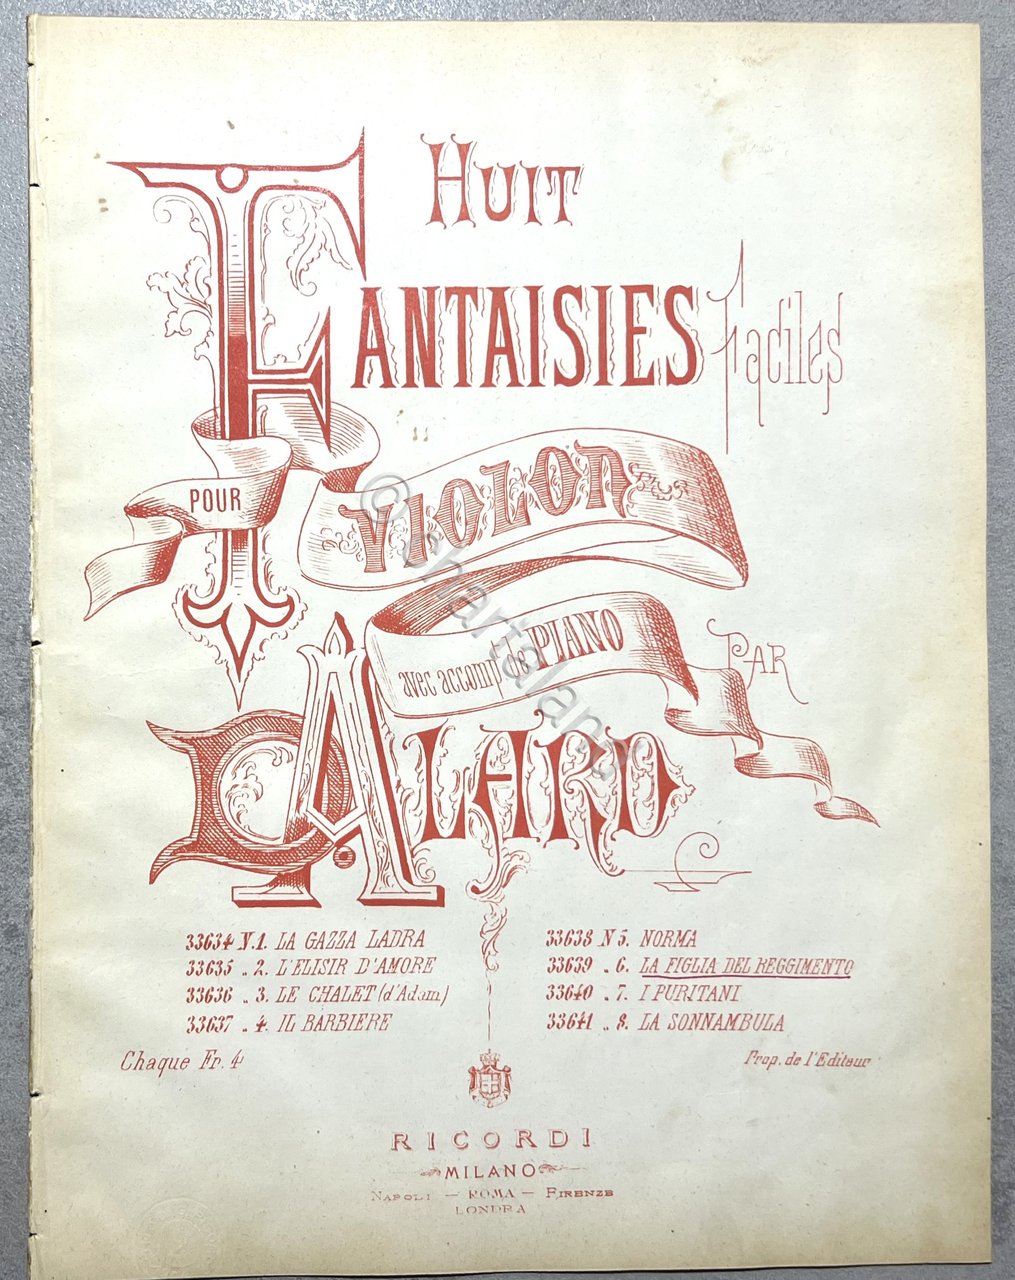 HUIT
FANTAISIES faciles
POUR VIOLON
avec accomp. de PIANO
PAR
D ALARD
33634 N. 1. LA GAZZA LADRA
33635 .. 2. L'ELISIR D'AMORE
33636 .. 3. LE CHALET (d'Adam)
33637 .. 4. IL BARBIERE
33638 N 5. NORMA
33639 .. 6. LA FIGLIA DEL REGGIMENTO
33640 .. 7. I PURITANI
33641 .. 8. LA SONNAMBULA
Chaque Fr. 4
Prop. de l'Editeur
RICORDI
MILANO
NAPOLI — ROMA — FIRENZE
LONDRA
© chartaland